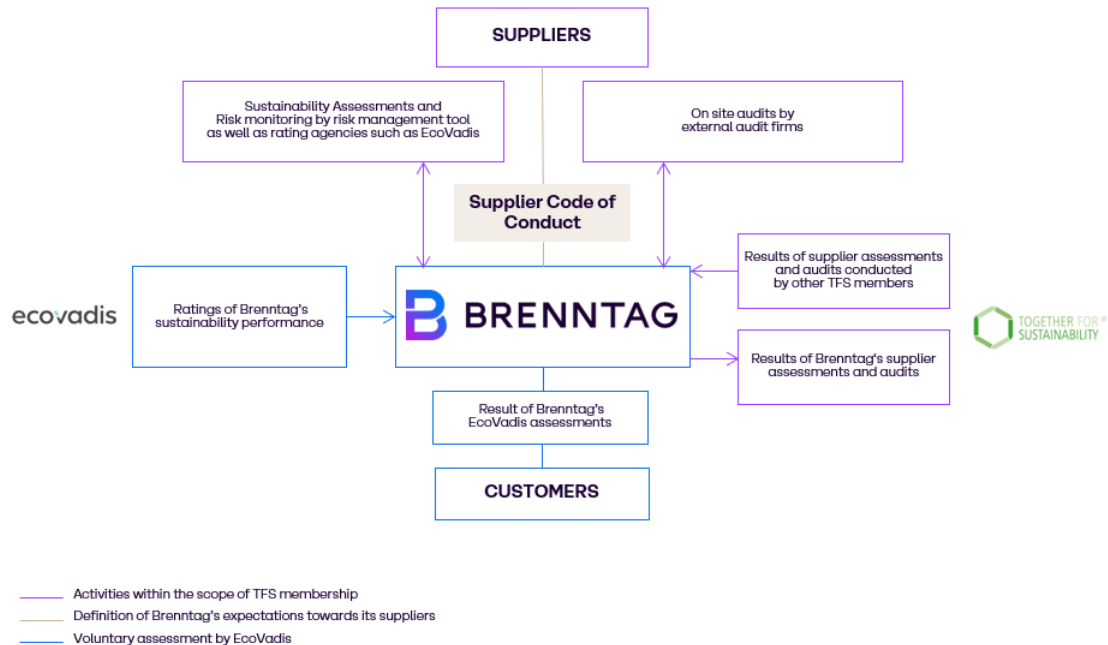 SUPPLIERS
Sustainability Assessments and
Risk monitoring by risk management tool
as well as rating agencies such as EcoVadis
On site audits by
external audit firms
Supplier Code of
Conduct
Results of supplier assessments
and audits conducted
by other TFS members
ecovadis
Ratings of Brenntag's
sustainability performance
BRENNTAG
TOGETHER FOR®
SUSTAINABILITY
Results of Brenntag's supplier
assessments and audits
Result of Brenntag's
EcoVadis assessments
CUSTOMERS
Activities within the scope of TFS membership
Definition of Brenntag's expectations towards its suppliers
Voluntary assessment by EcoVadis